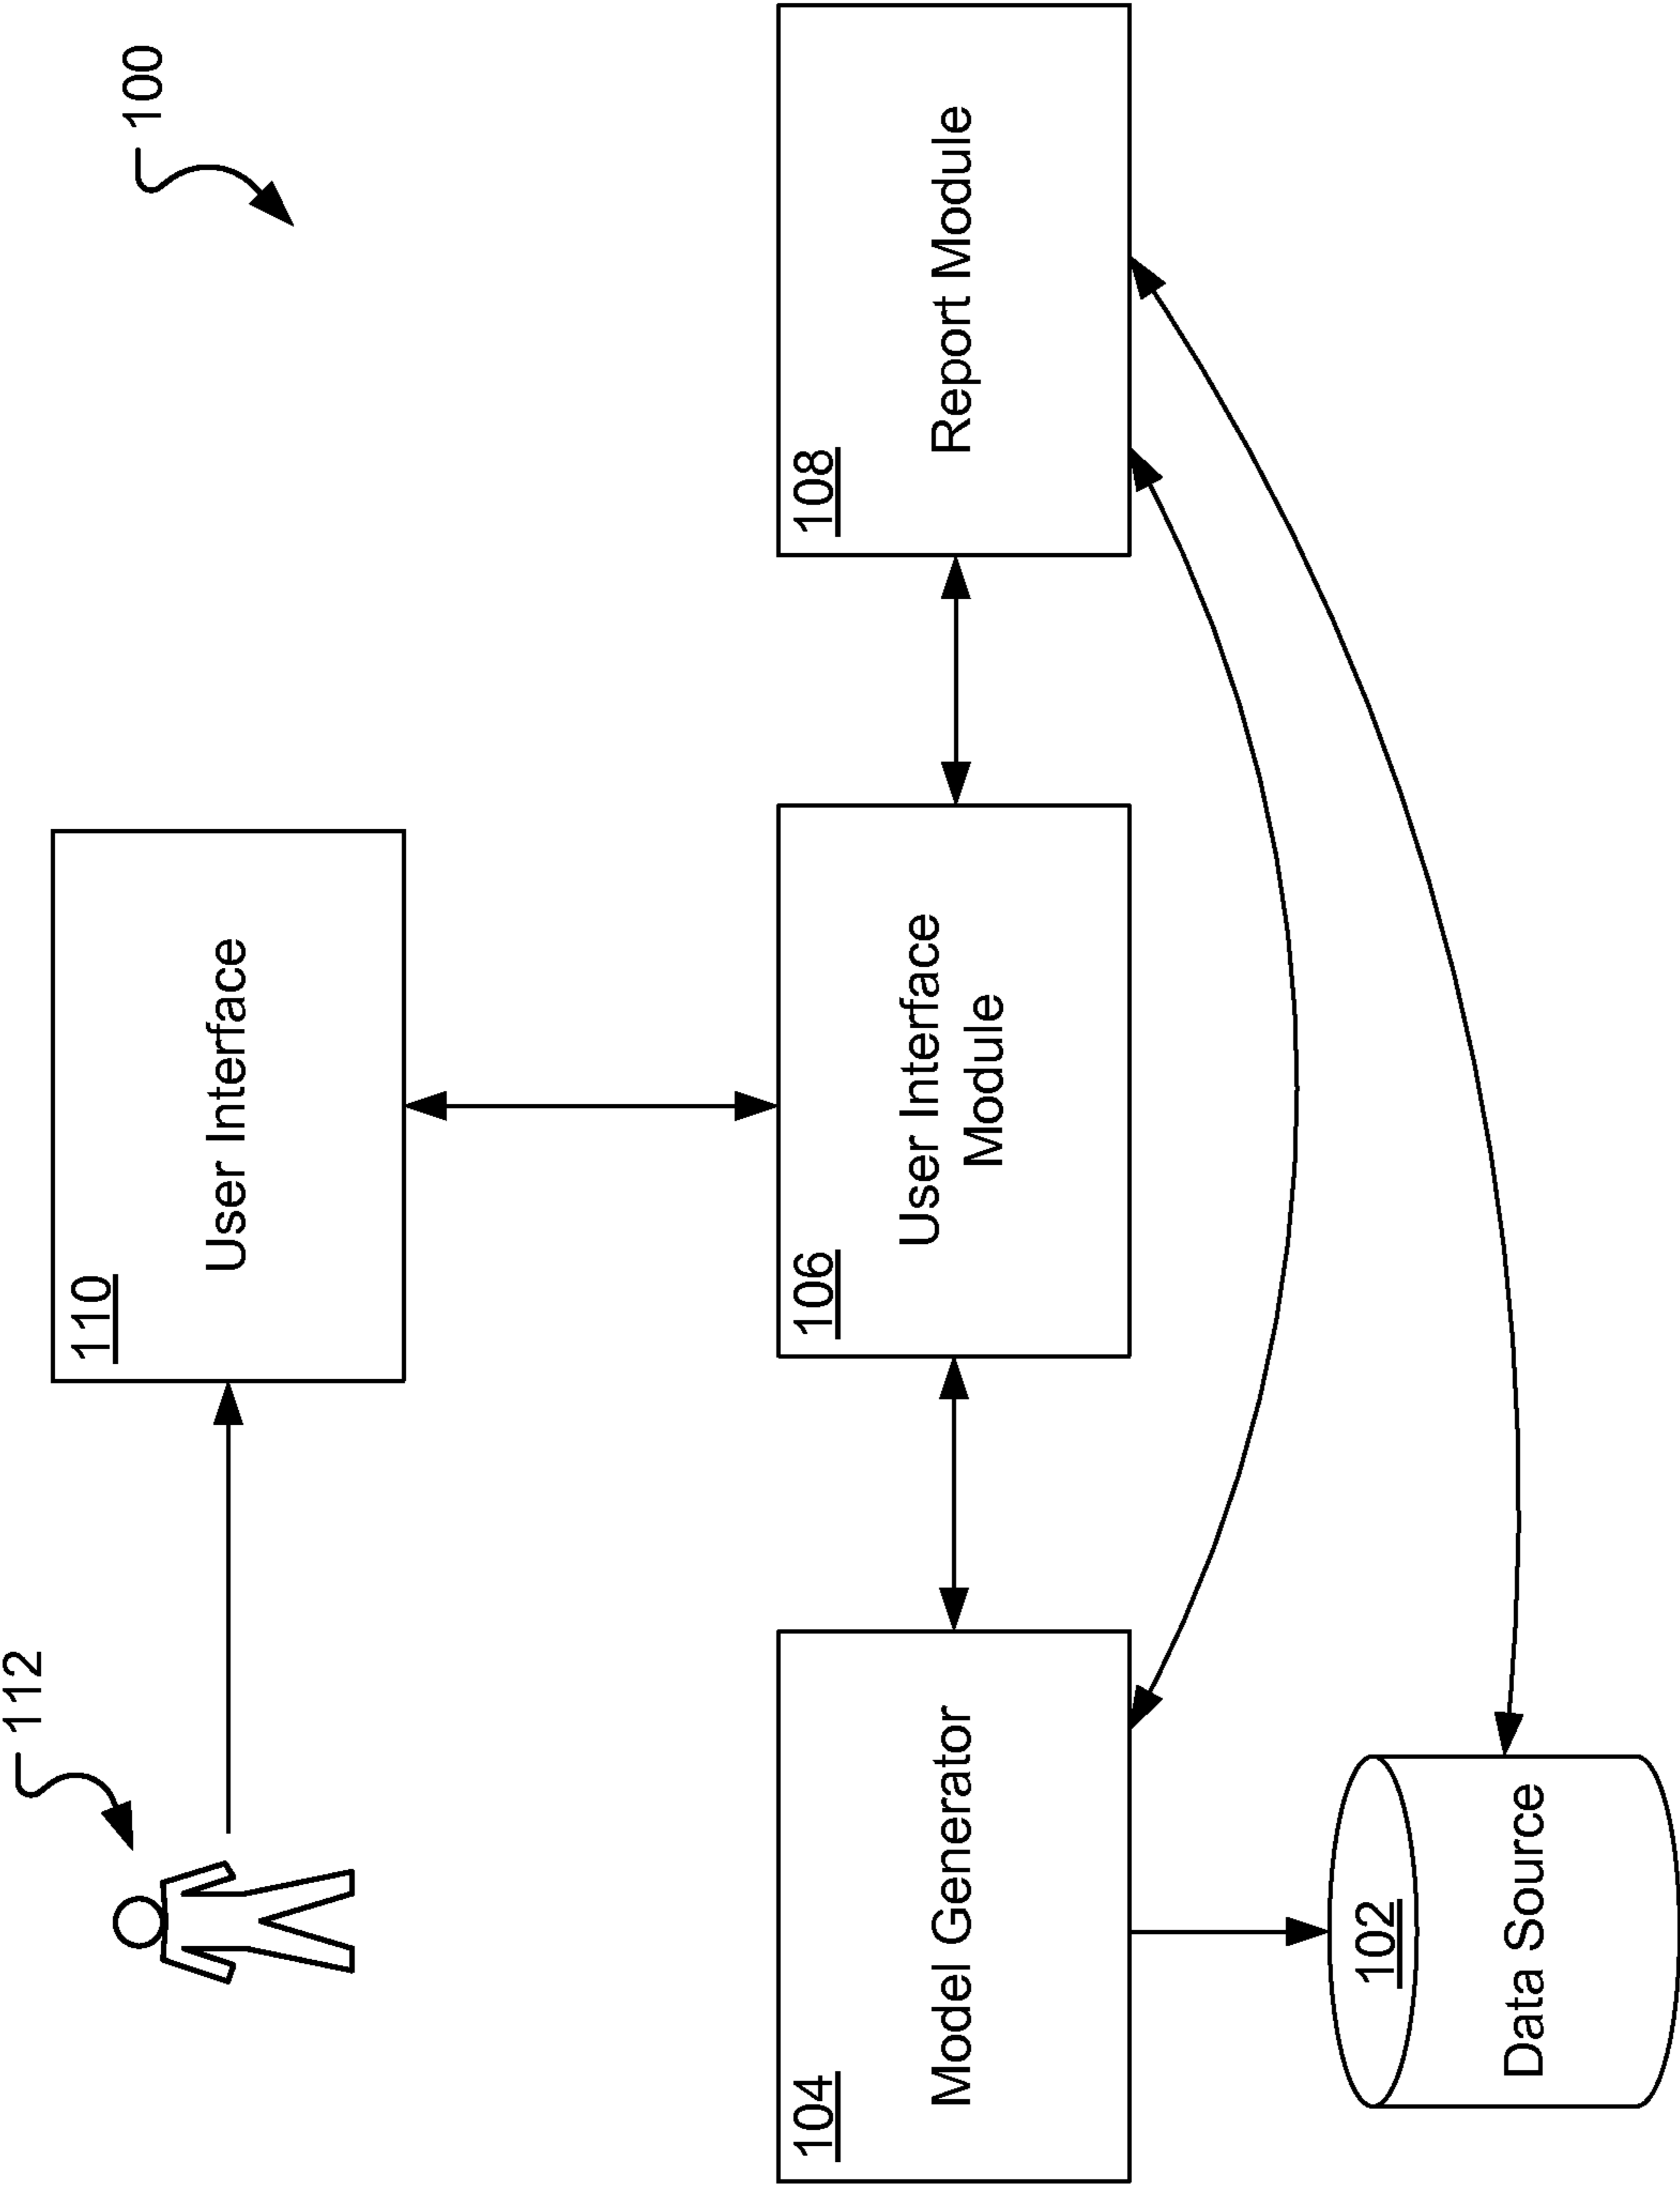 100
112
110
User Interface
104
Model Generator
106
User Interface
Module
108
Report Module
102
Data Source